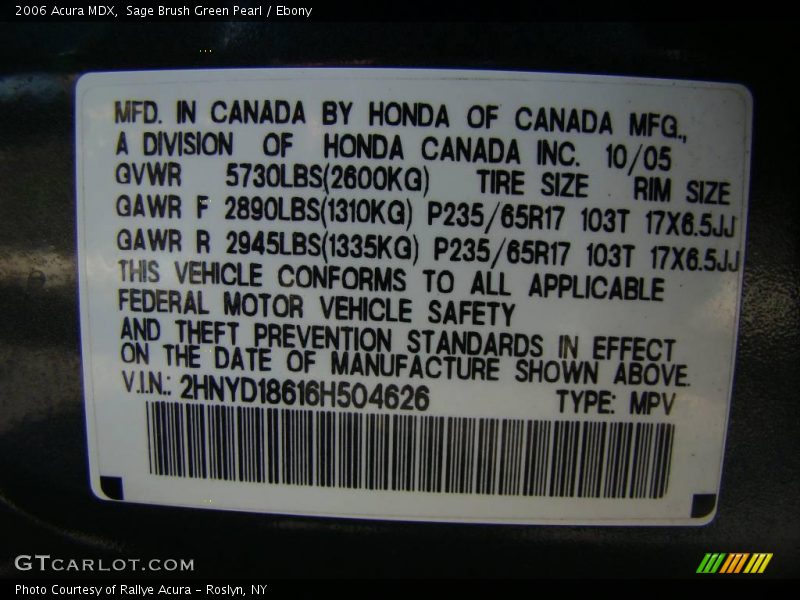 2006 Acura MDX,  Sage Brush Green Pearl / Ebony
MFD. IN CANADA BY HONDA OF CANADA MFG.,
A DIVISION OF HONDA CANADA INC. 10/05
GVWR 5730LBS(2600KG) TIRE SIZE RIM SIZE
GAWR F 2890LBS(1310KG) P235/65R17 103T 17X6.5JJ
GAWR R 2945LBS(1335KG) P235/65R17 103T 17X6.5JJ
THIS VEHICLE CONFORMS TO ALL APPLICABLE
FEDERAL MOTOR VEHICLE SAFETY
AND THEFT PREVENTION STANDARDS IN EFFECT
ON THE DATE OF MANUFACTURE SHOWN ABOVE.
V.I.N.: 2HNYD18616H504626 TYPE: MPV
GTCARLOT.COM
Photo Courtesy of Rallye Acura - Roslyn, NY